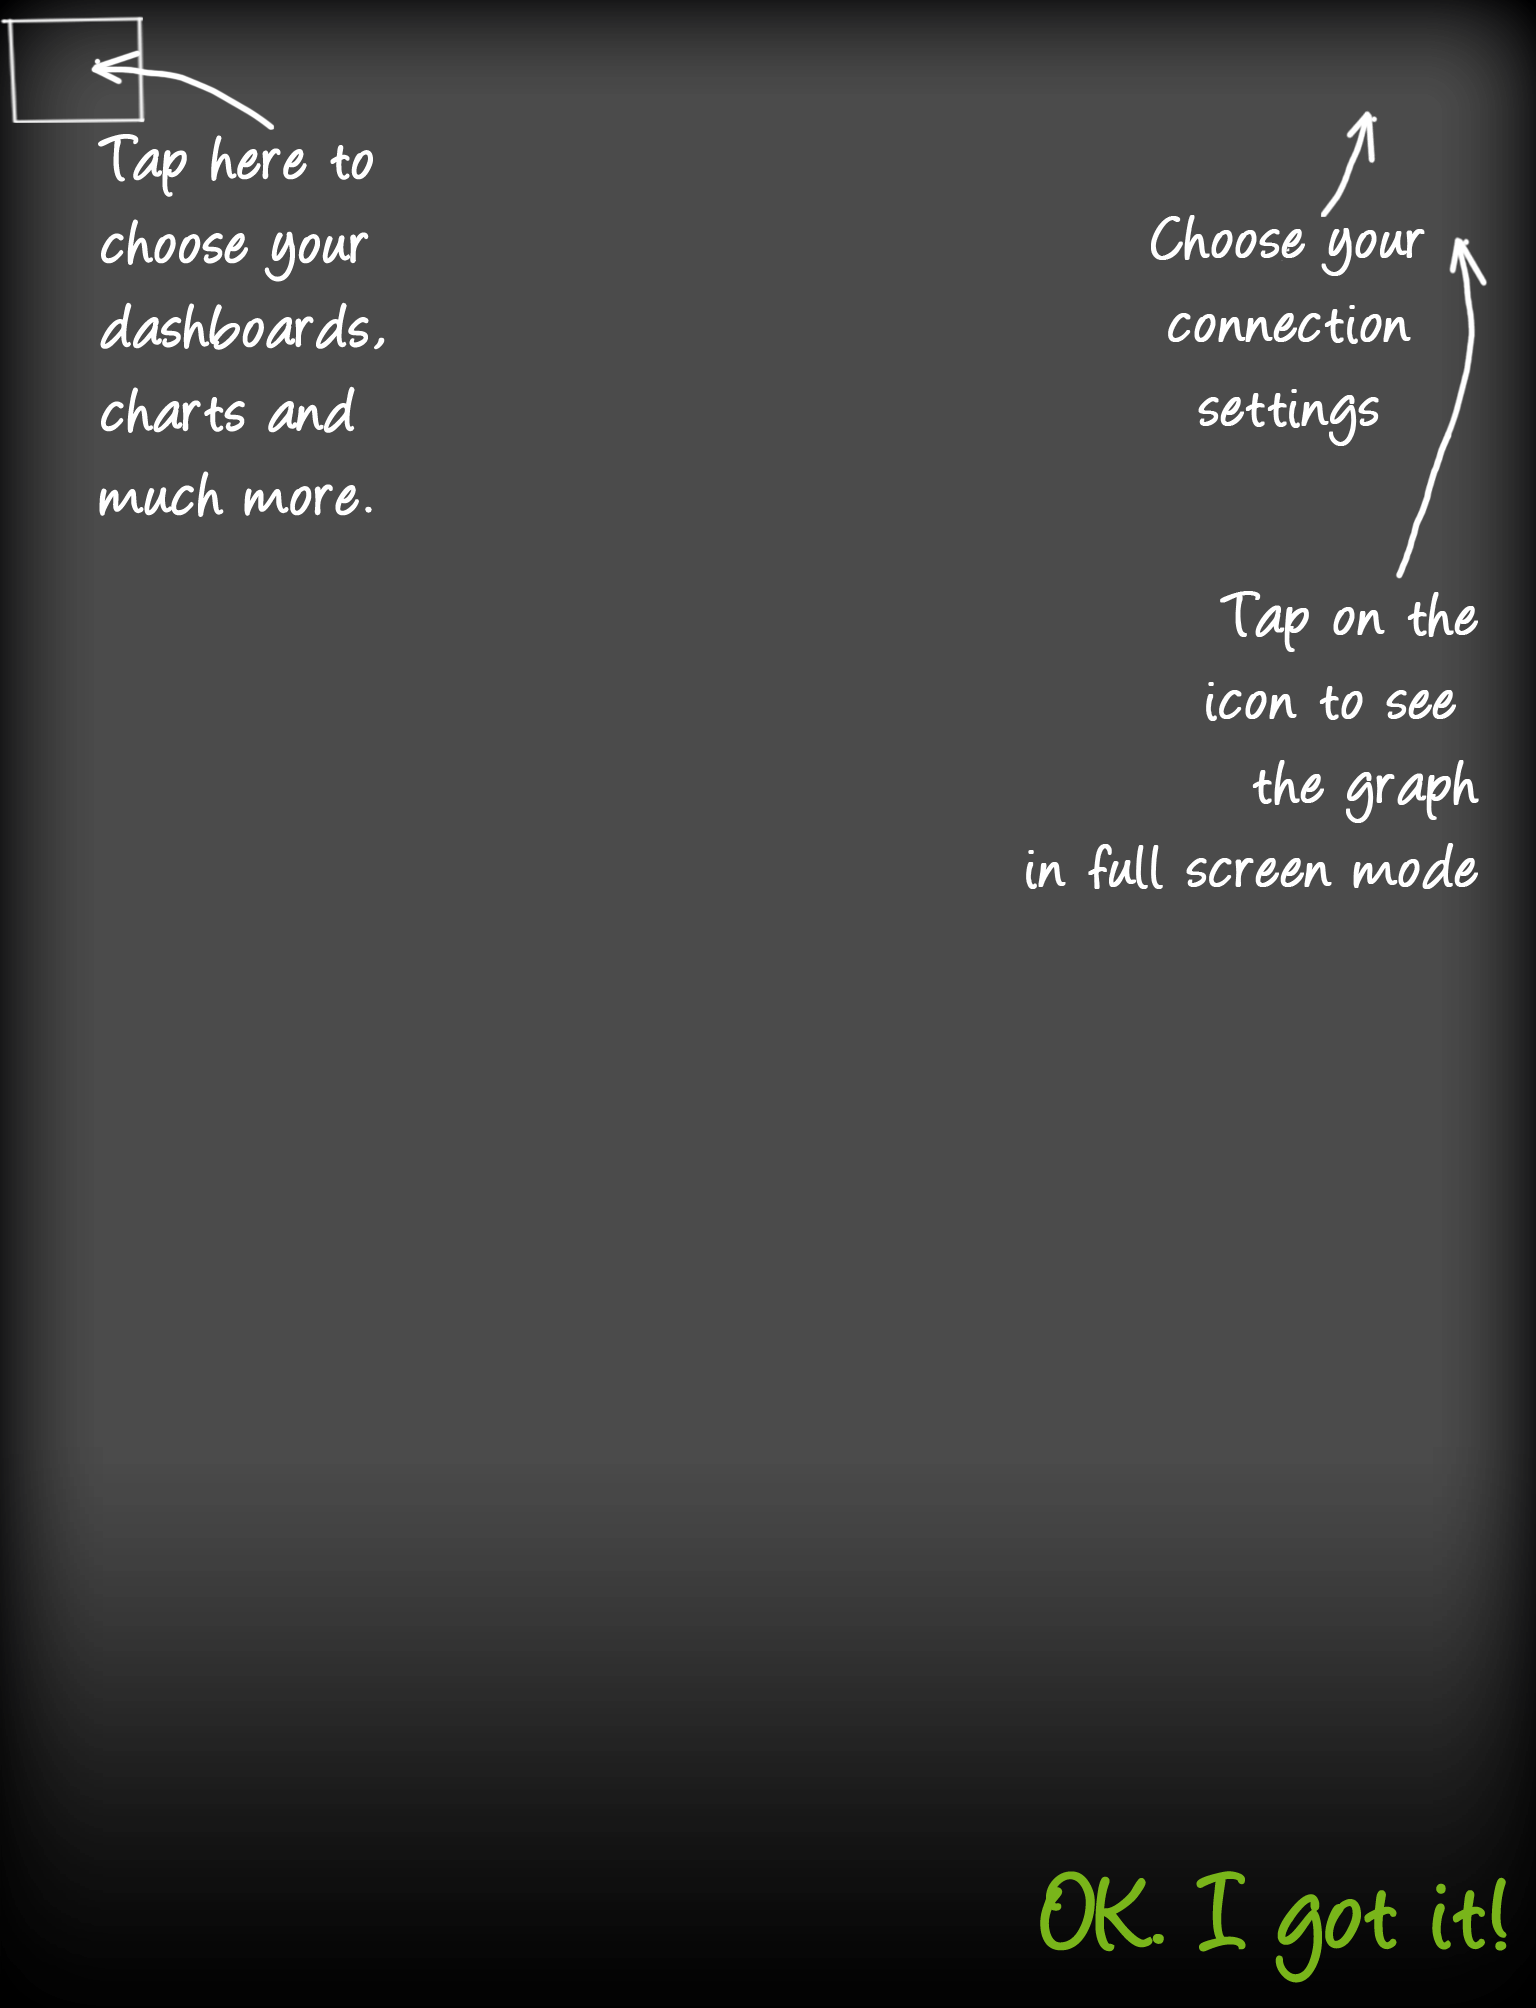 Tap here to
choose your
dashboards,
charts and
much more.
Choose your
connection
settings
Tap on the
icon to see
the graph
in full screen mode
OK. I got it!